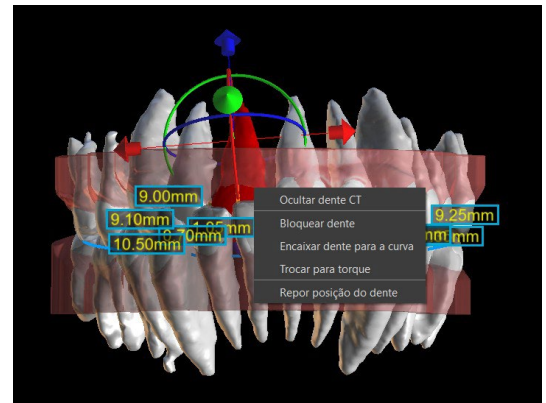 9.00mm
9.25mm
9.10mm
10.50mm
Ocultar dente CT
Bloquear dente
Encaixar dente para a curva
Trocar para torque
Repor posição do dente